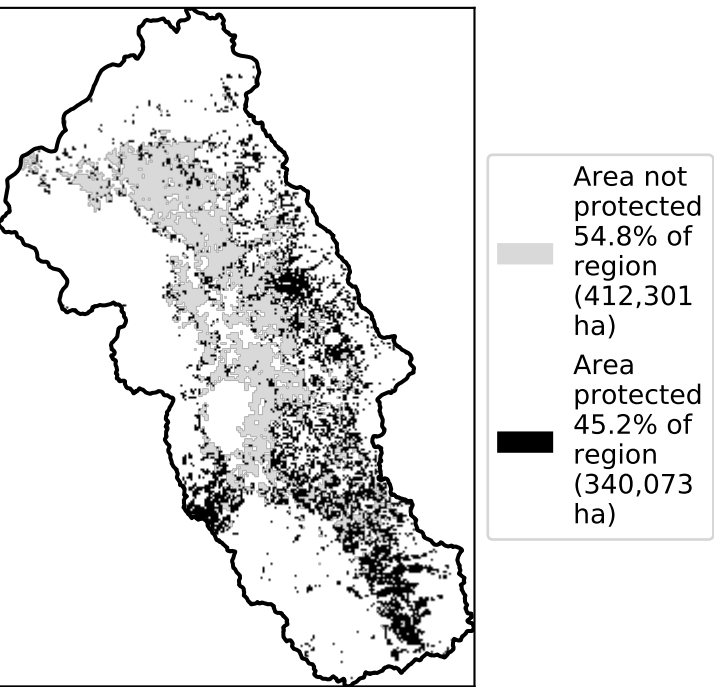 Area not
protected
54.8% of
region
(412,301
ha)
Area
protected
45.2% of
region
(340,073
ha)